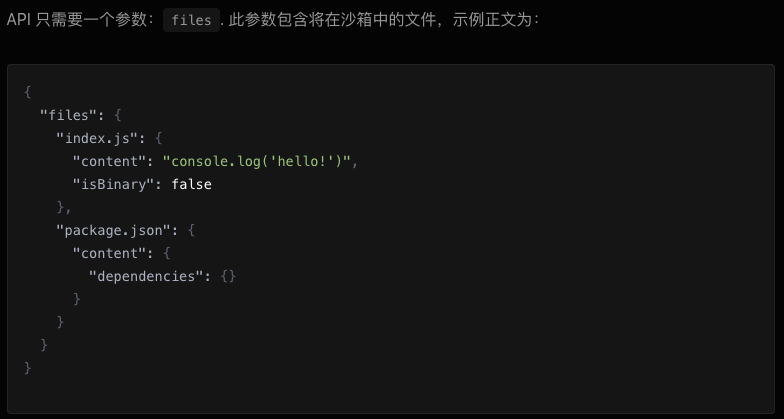 API 只需要一个参数： files . 此参数包含将在沙箱中的文件，示例正文为：
{
  "files": {
    "index.js": {
      "content": "console.log('hello!')",
      "isBinary": false
    },
    "package.json": {
      "content": {
        "dependencies": {}
      }
    }
  }
}